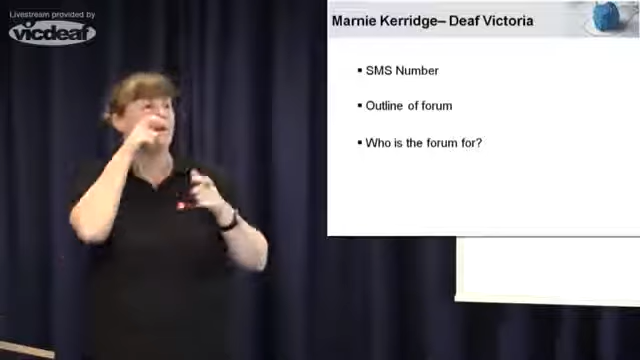 Livestream provided by
vicdeaf
Marnie Kerridge– Deaf Victoria
▪ SMS Number
▪ Outline of forum
▪ Who is the forum for?